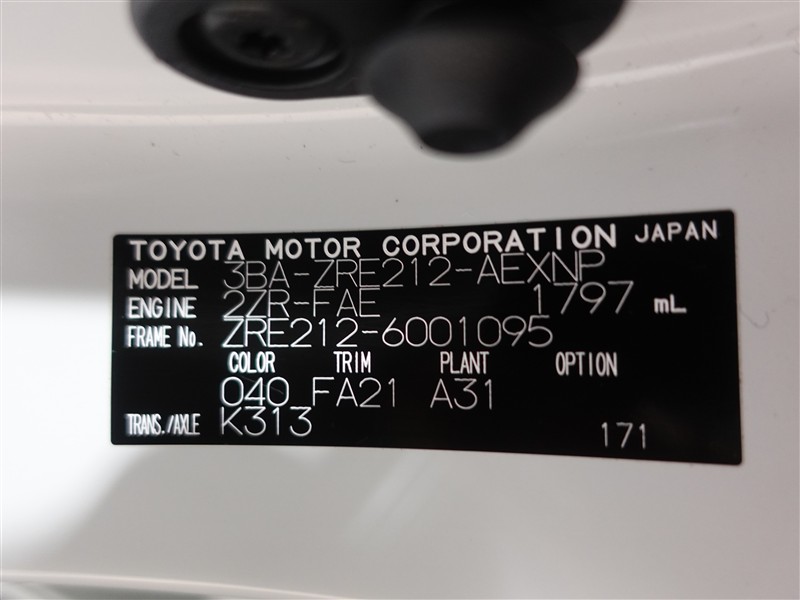 TOYOTA MOTOR CORPORATION JAPAN
MODEL 3BA-ZRE212-AEXNP
ENGINE 2ZR-FAE 1797 mL
FRAME No. ZRE212-6001095
COLOR TRIM PLANT OPTION
040 FA21 A31
TRANS./AXLE K313 171